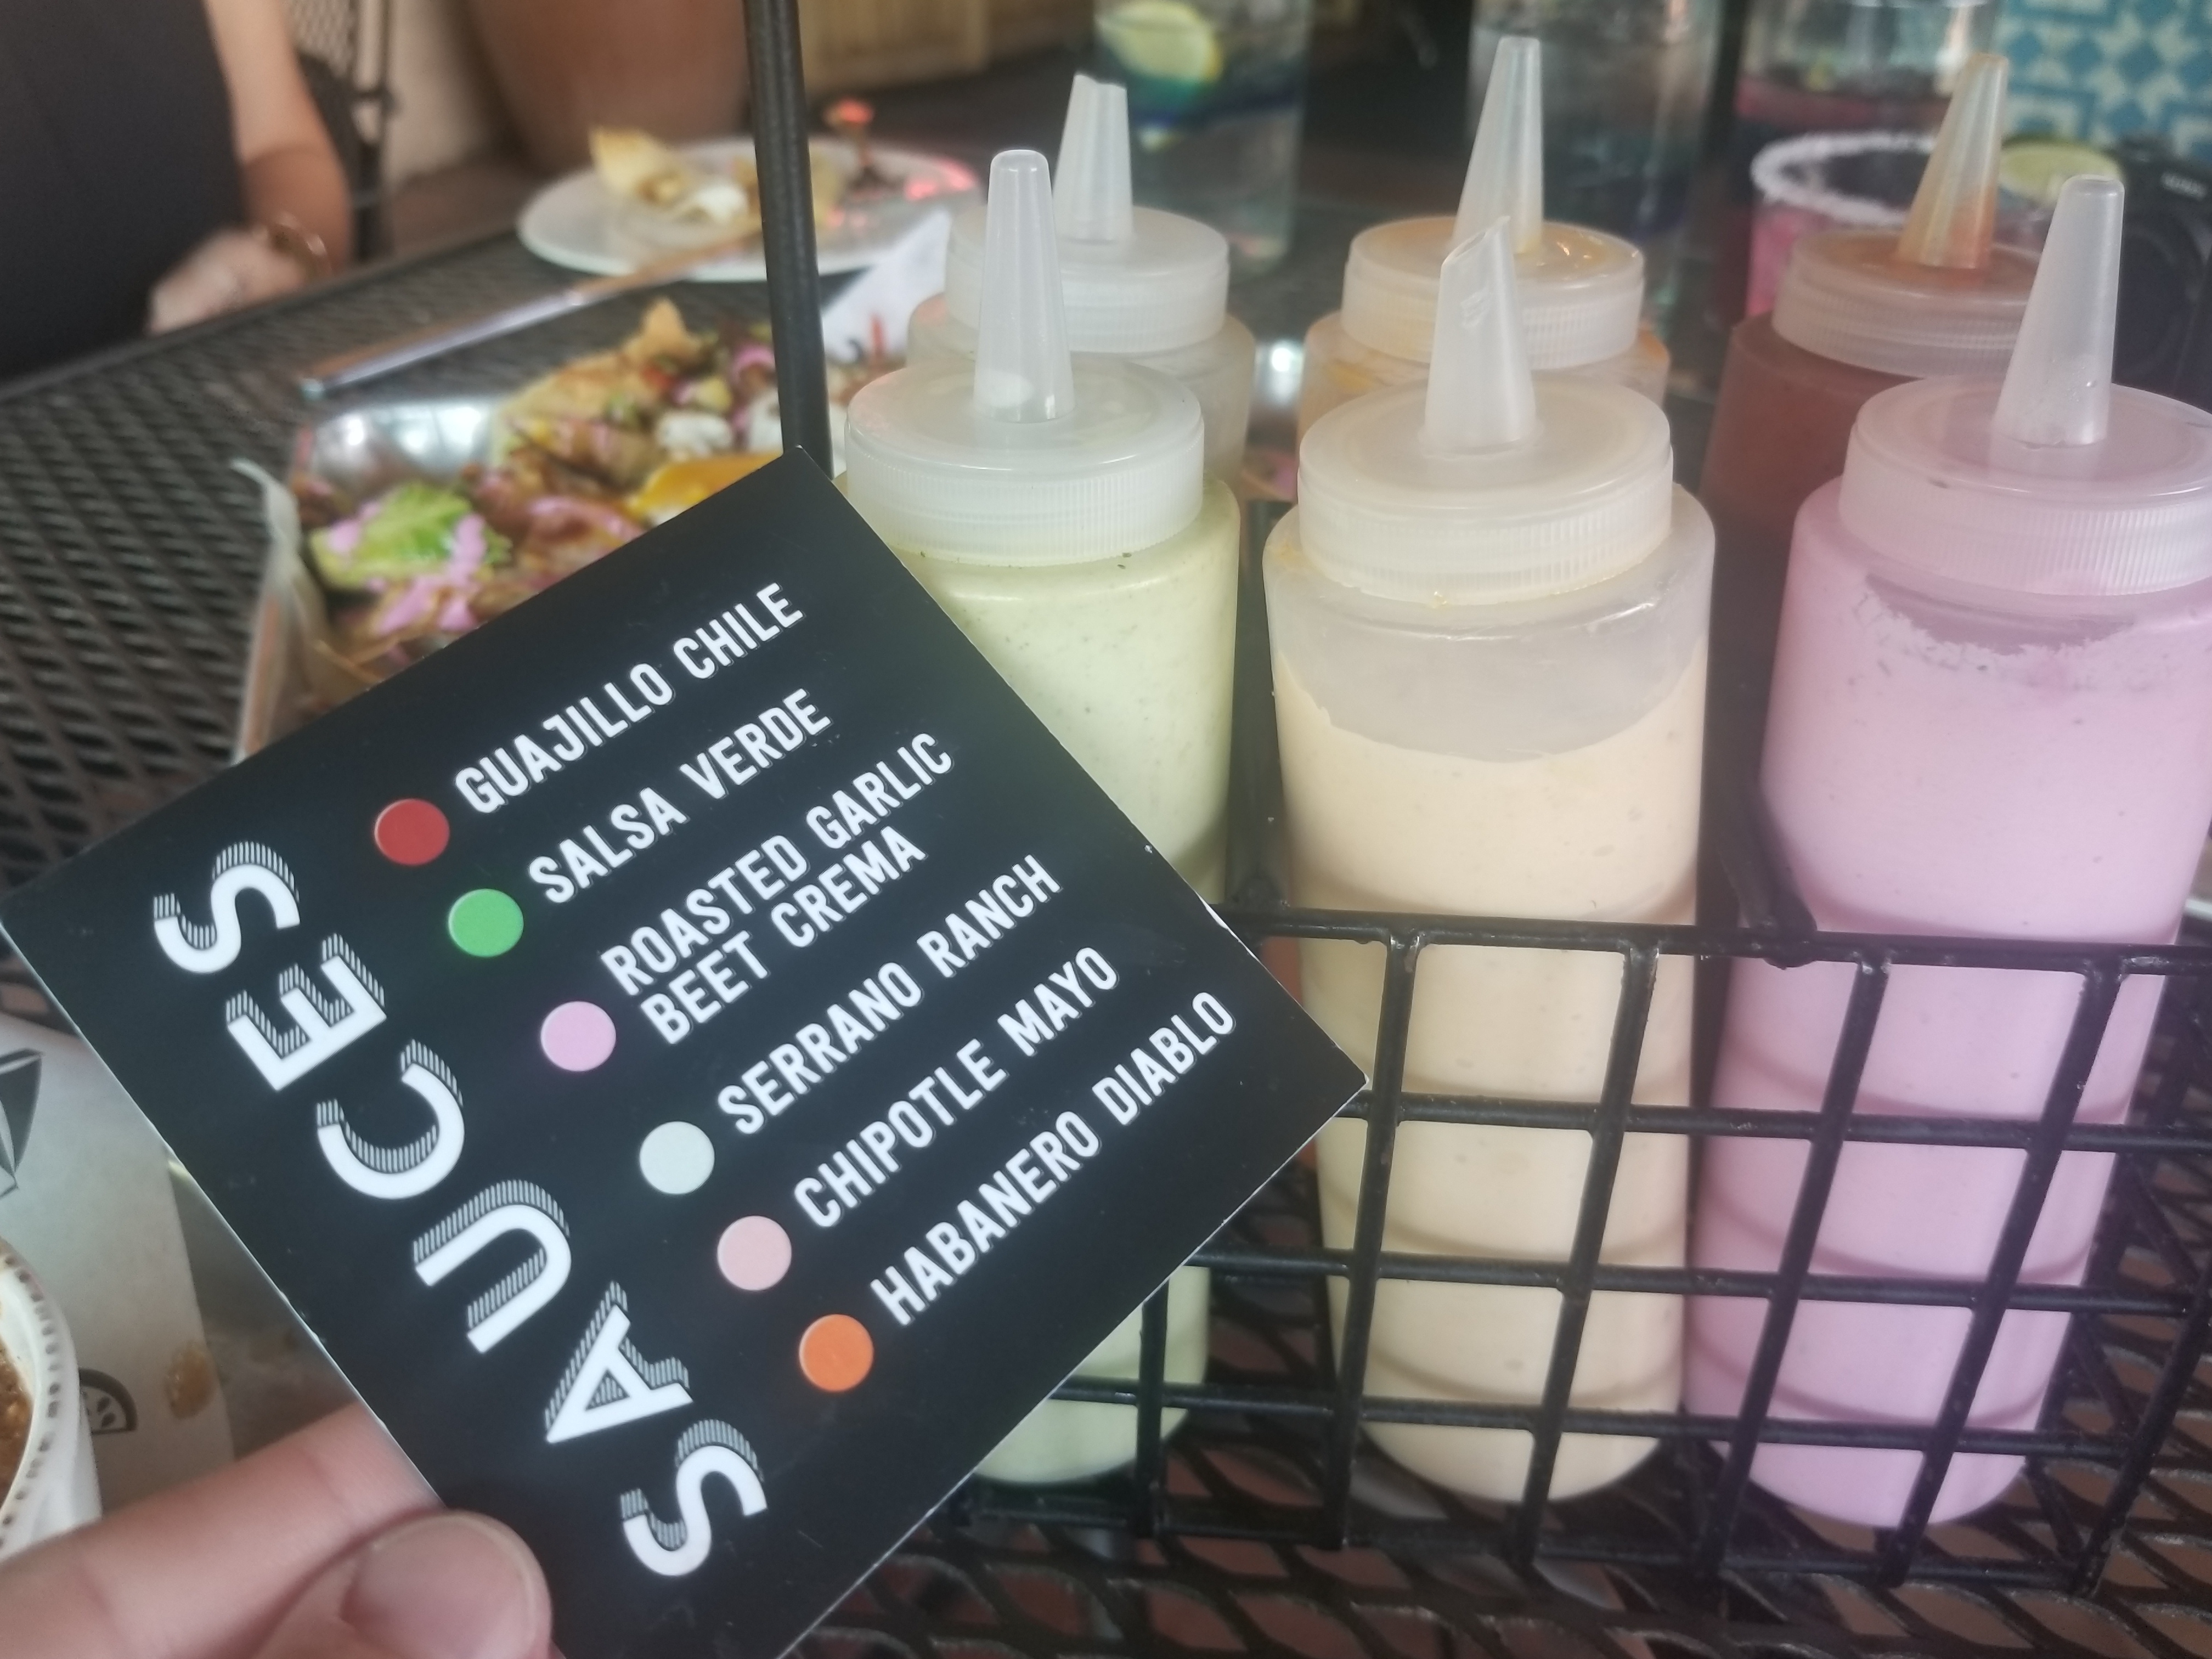 SAUCES
GUAJILLO CHILE
SALSA VERDE
ROASTED GARLIC
BEET CREMA
SERRANO RANCH
CHIPOTLE MAYO
HABANERO DIABLO